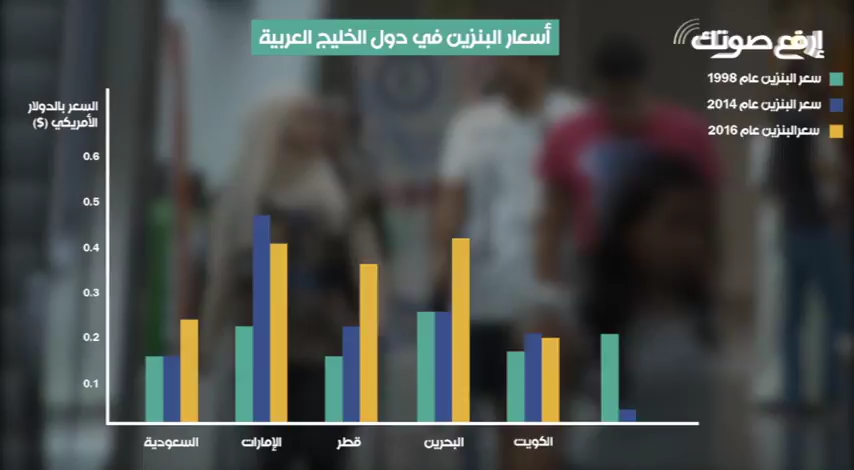 أسعار البنزين في دول الخليج العربية
إرفع صوتك
سعر البنزين عام 1998
سعر البنزين عام 2014
سعرالبنزين عام 2016
السعر بالدولار
الأمريكي ($)
0.6
0.5
0.4
0.3
0.2
0.1
السعودية
الإمارات
قطر
البحرين
الكويت